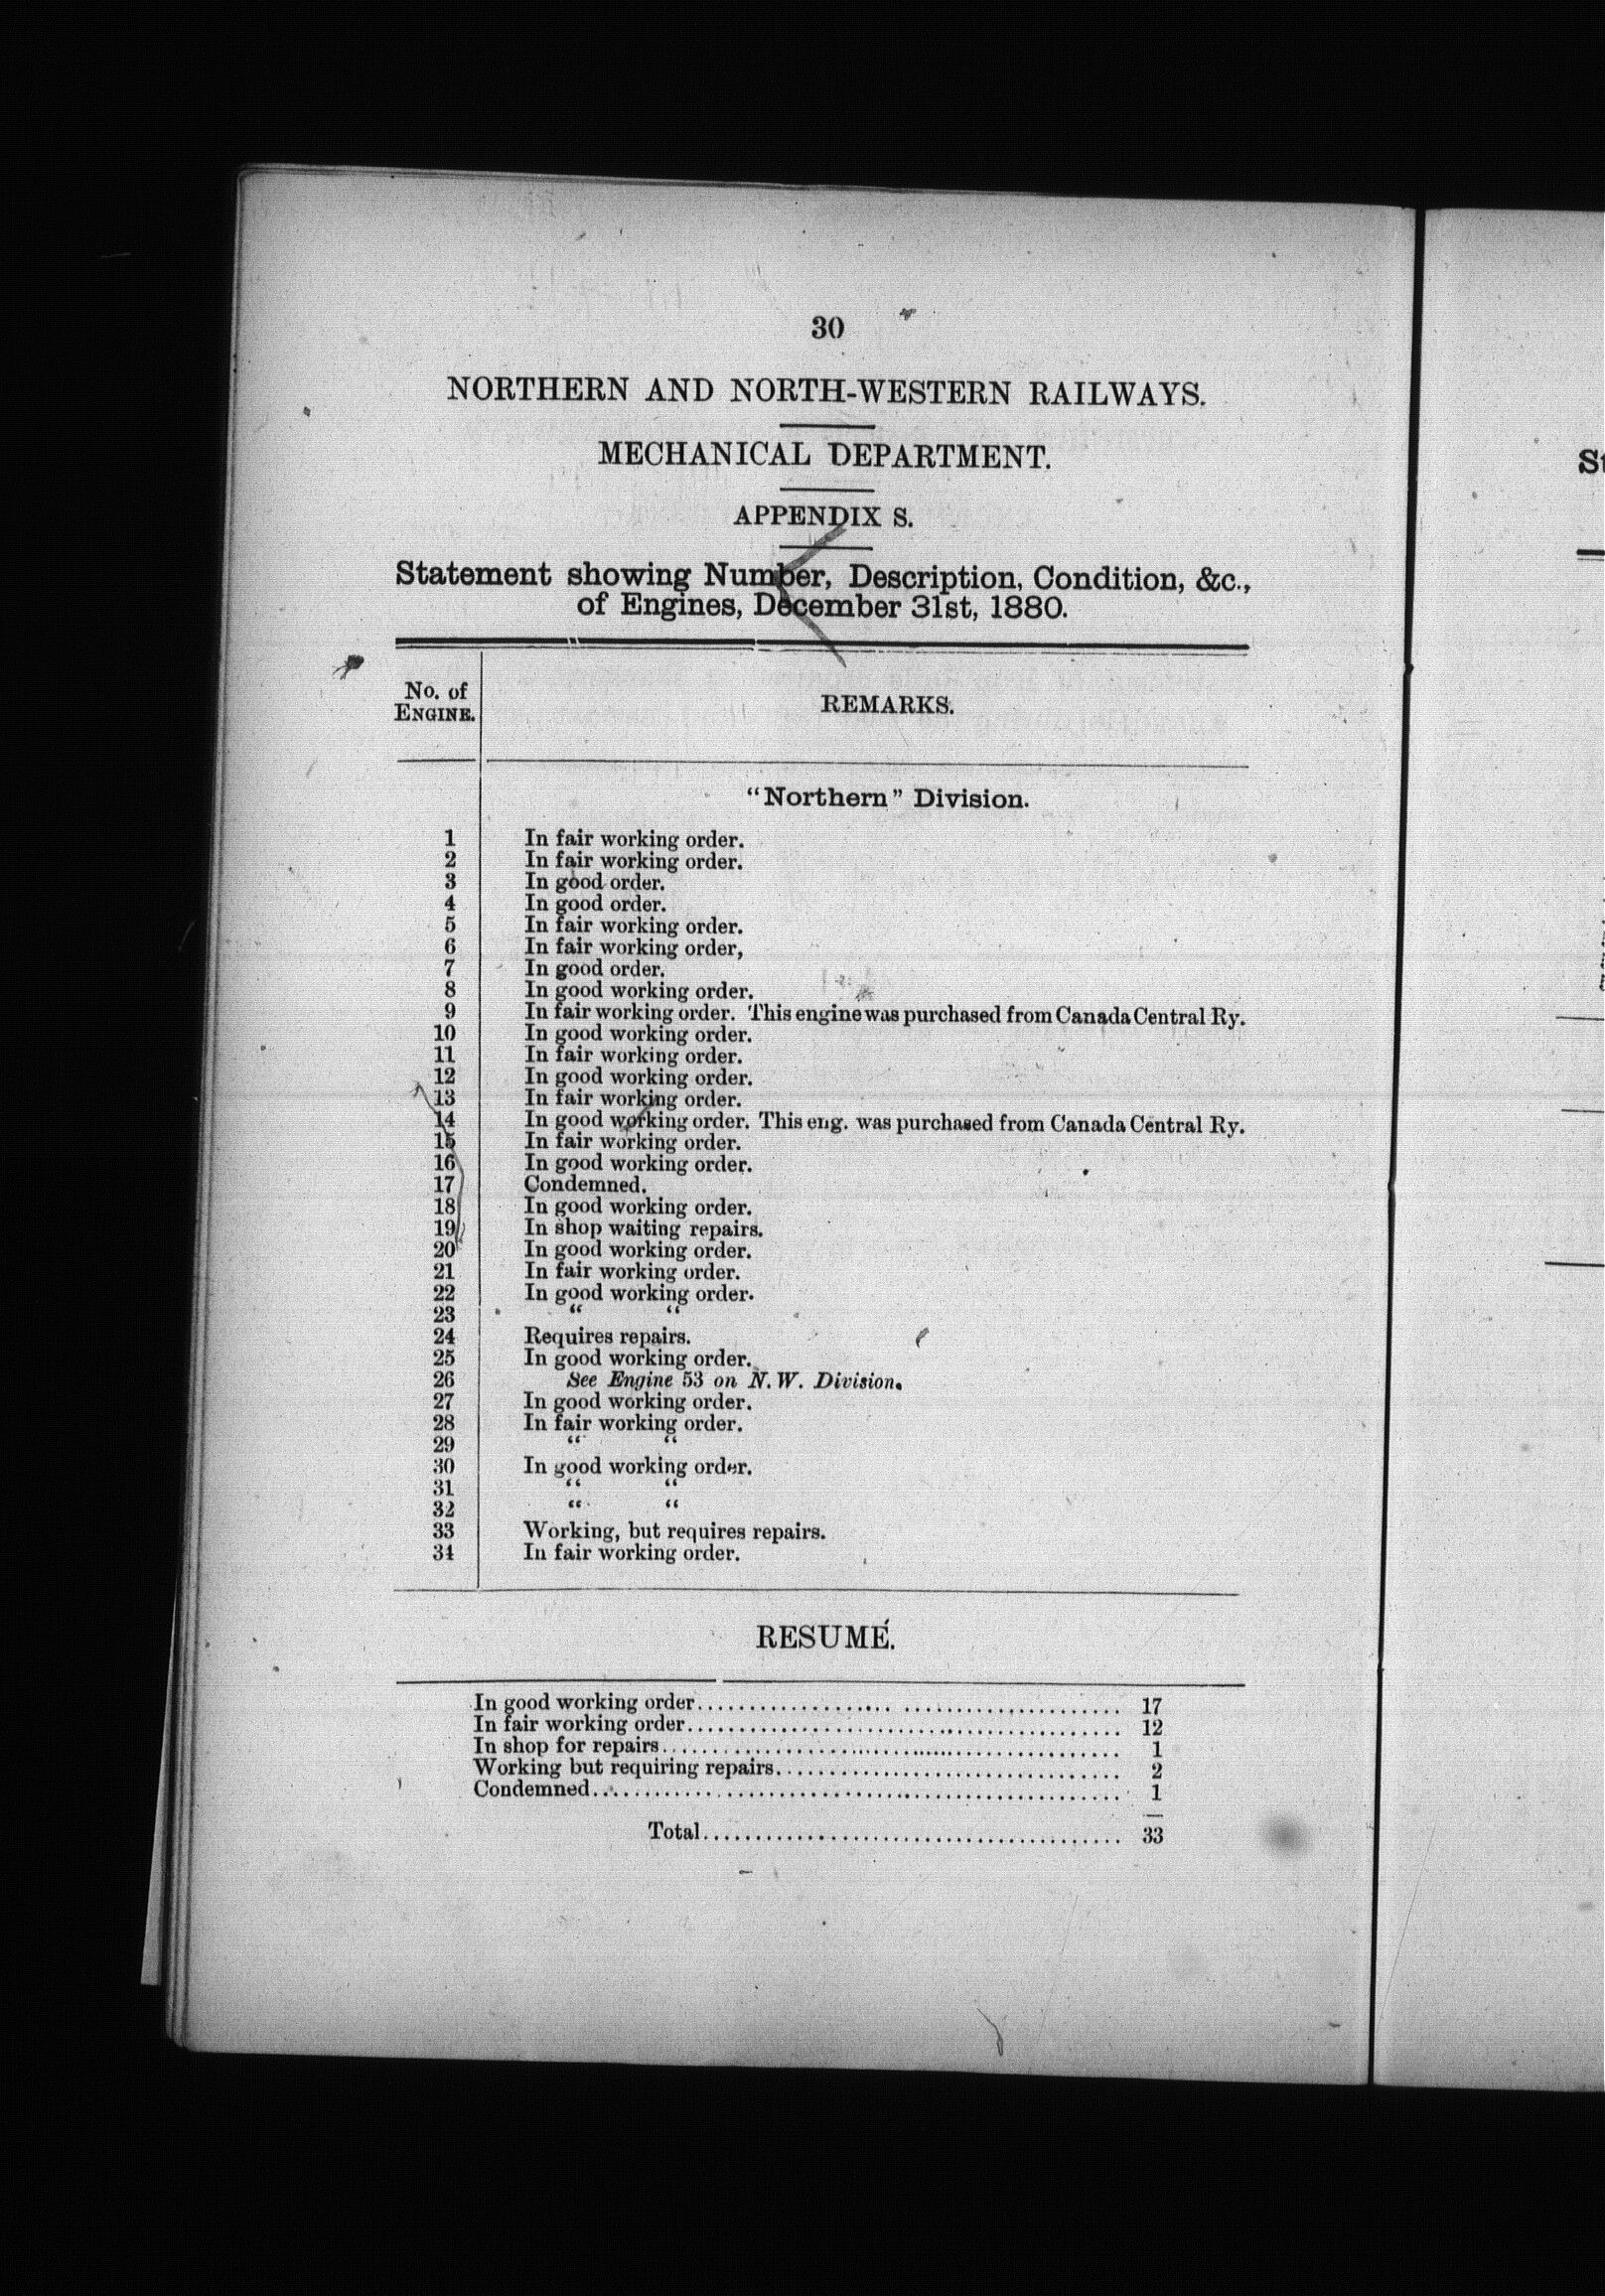 30
NORTHERN AND NORTH-WESTERN RAILWAYS.
MECHANICAL DEPARTMENT.
APPENDIX S.
Statement showing Number, Description, Condition, &c.,
of Engines, December 31st, 1880.
No. of
ENGINE.
REMARKS.
"Northern" Division.
1 In fair working order.
2 In fair working order.
3 In good order.
4 In good order.
5 In fair working order.
6 In fair working order,
7 In good order.
8 In good working order.
9 In fair working order. This engine was purchased from Canada Central Ry.
10 In good working order.
11 In fair working order.
12 In good working order.
13 In fair working order.
14 In good working order. This eng. was purchased from Canada Central Ry.
15 In fair working order.
16 In good working order.
17 Condemned.
18 In good working order.
19 In shop waiting repairs.
20 In good working order.
21 In fair working order.
22 In good working order.
23 “ “
24 Requires repairs.
25 In good working order.
26 See Engine 53 on N. W. Division.
27 In good working order.
28 In fair working order.
29 “ “
30 In good working order.
31 “ “
32 “ “
33 Working, but requires repairs.
34 In fair working order.
RESUMÉ.
In good working order........................................ 17
In fair working order........................................ 12
In shop for repairs........................................ 1
Working but requiring repairs........................................ 2
Condemned........................................ 1
Total........................................ 33
St